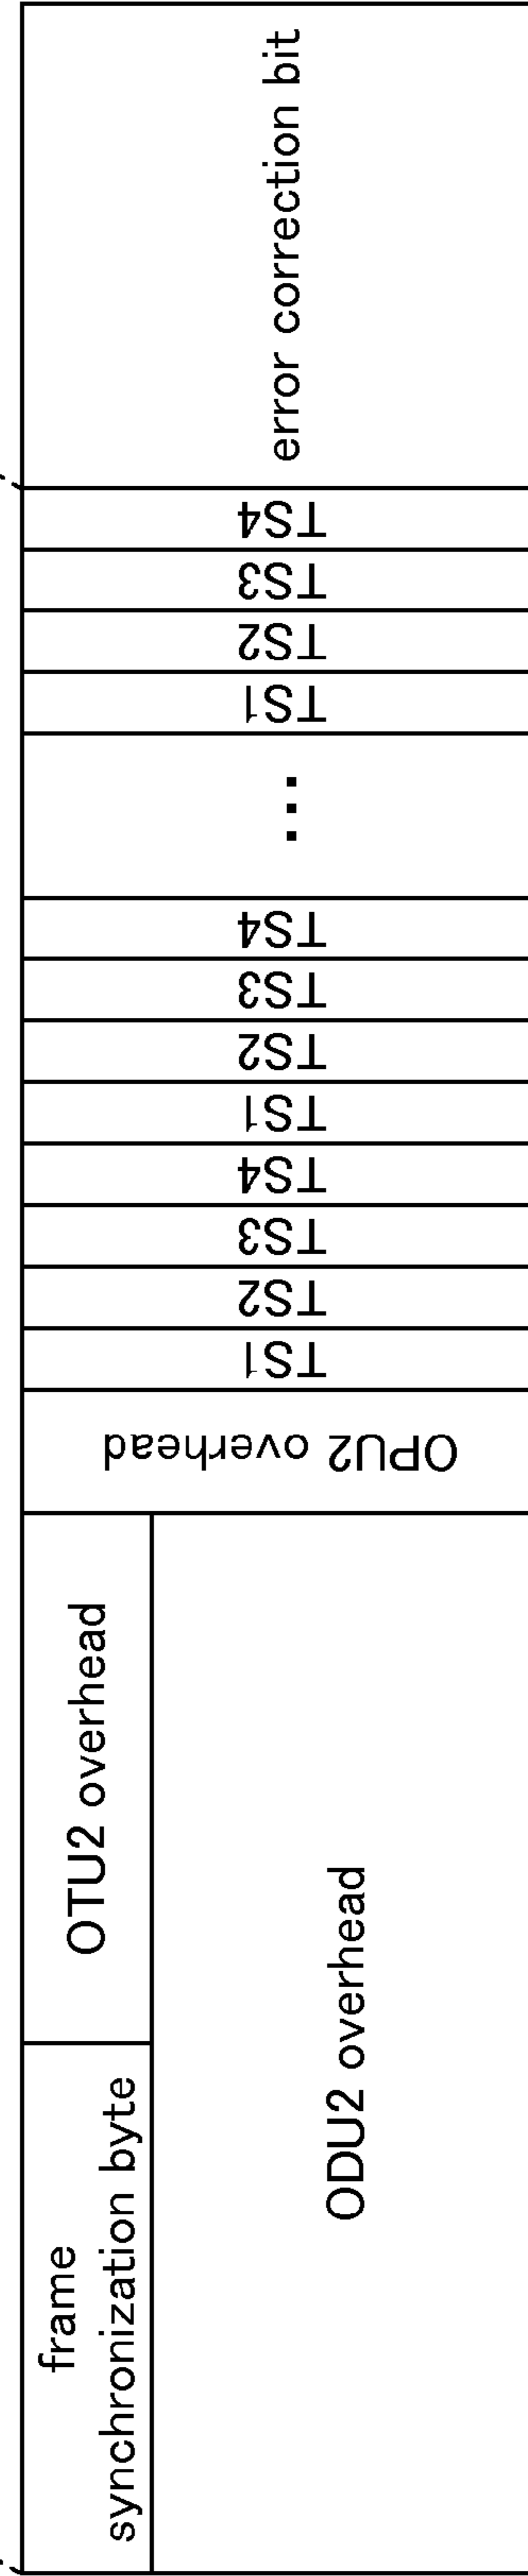 frame
synchronization byte
OTU2 overhead
ODU2 overhead
OPU2 overhead
TS1
TS2
TS3
TS4
TS1
TS2
TS3
TS4
...
TS1
TS2
TS3
TS4
error correction bit